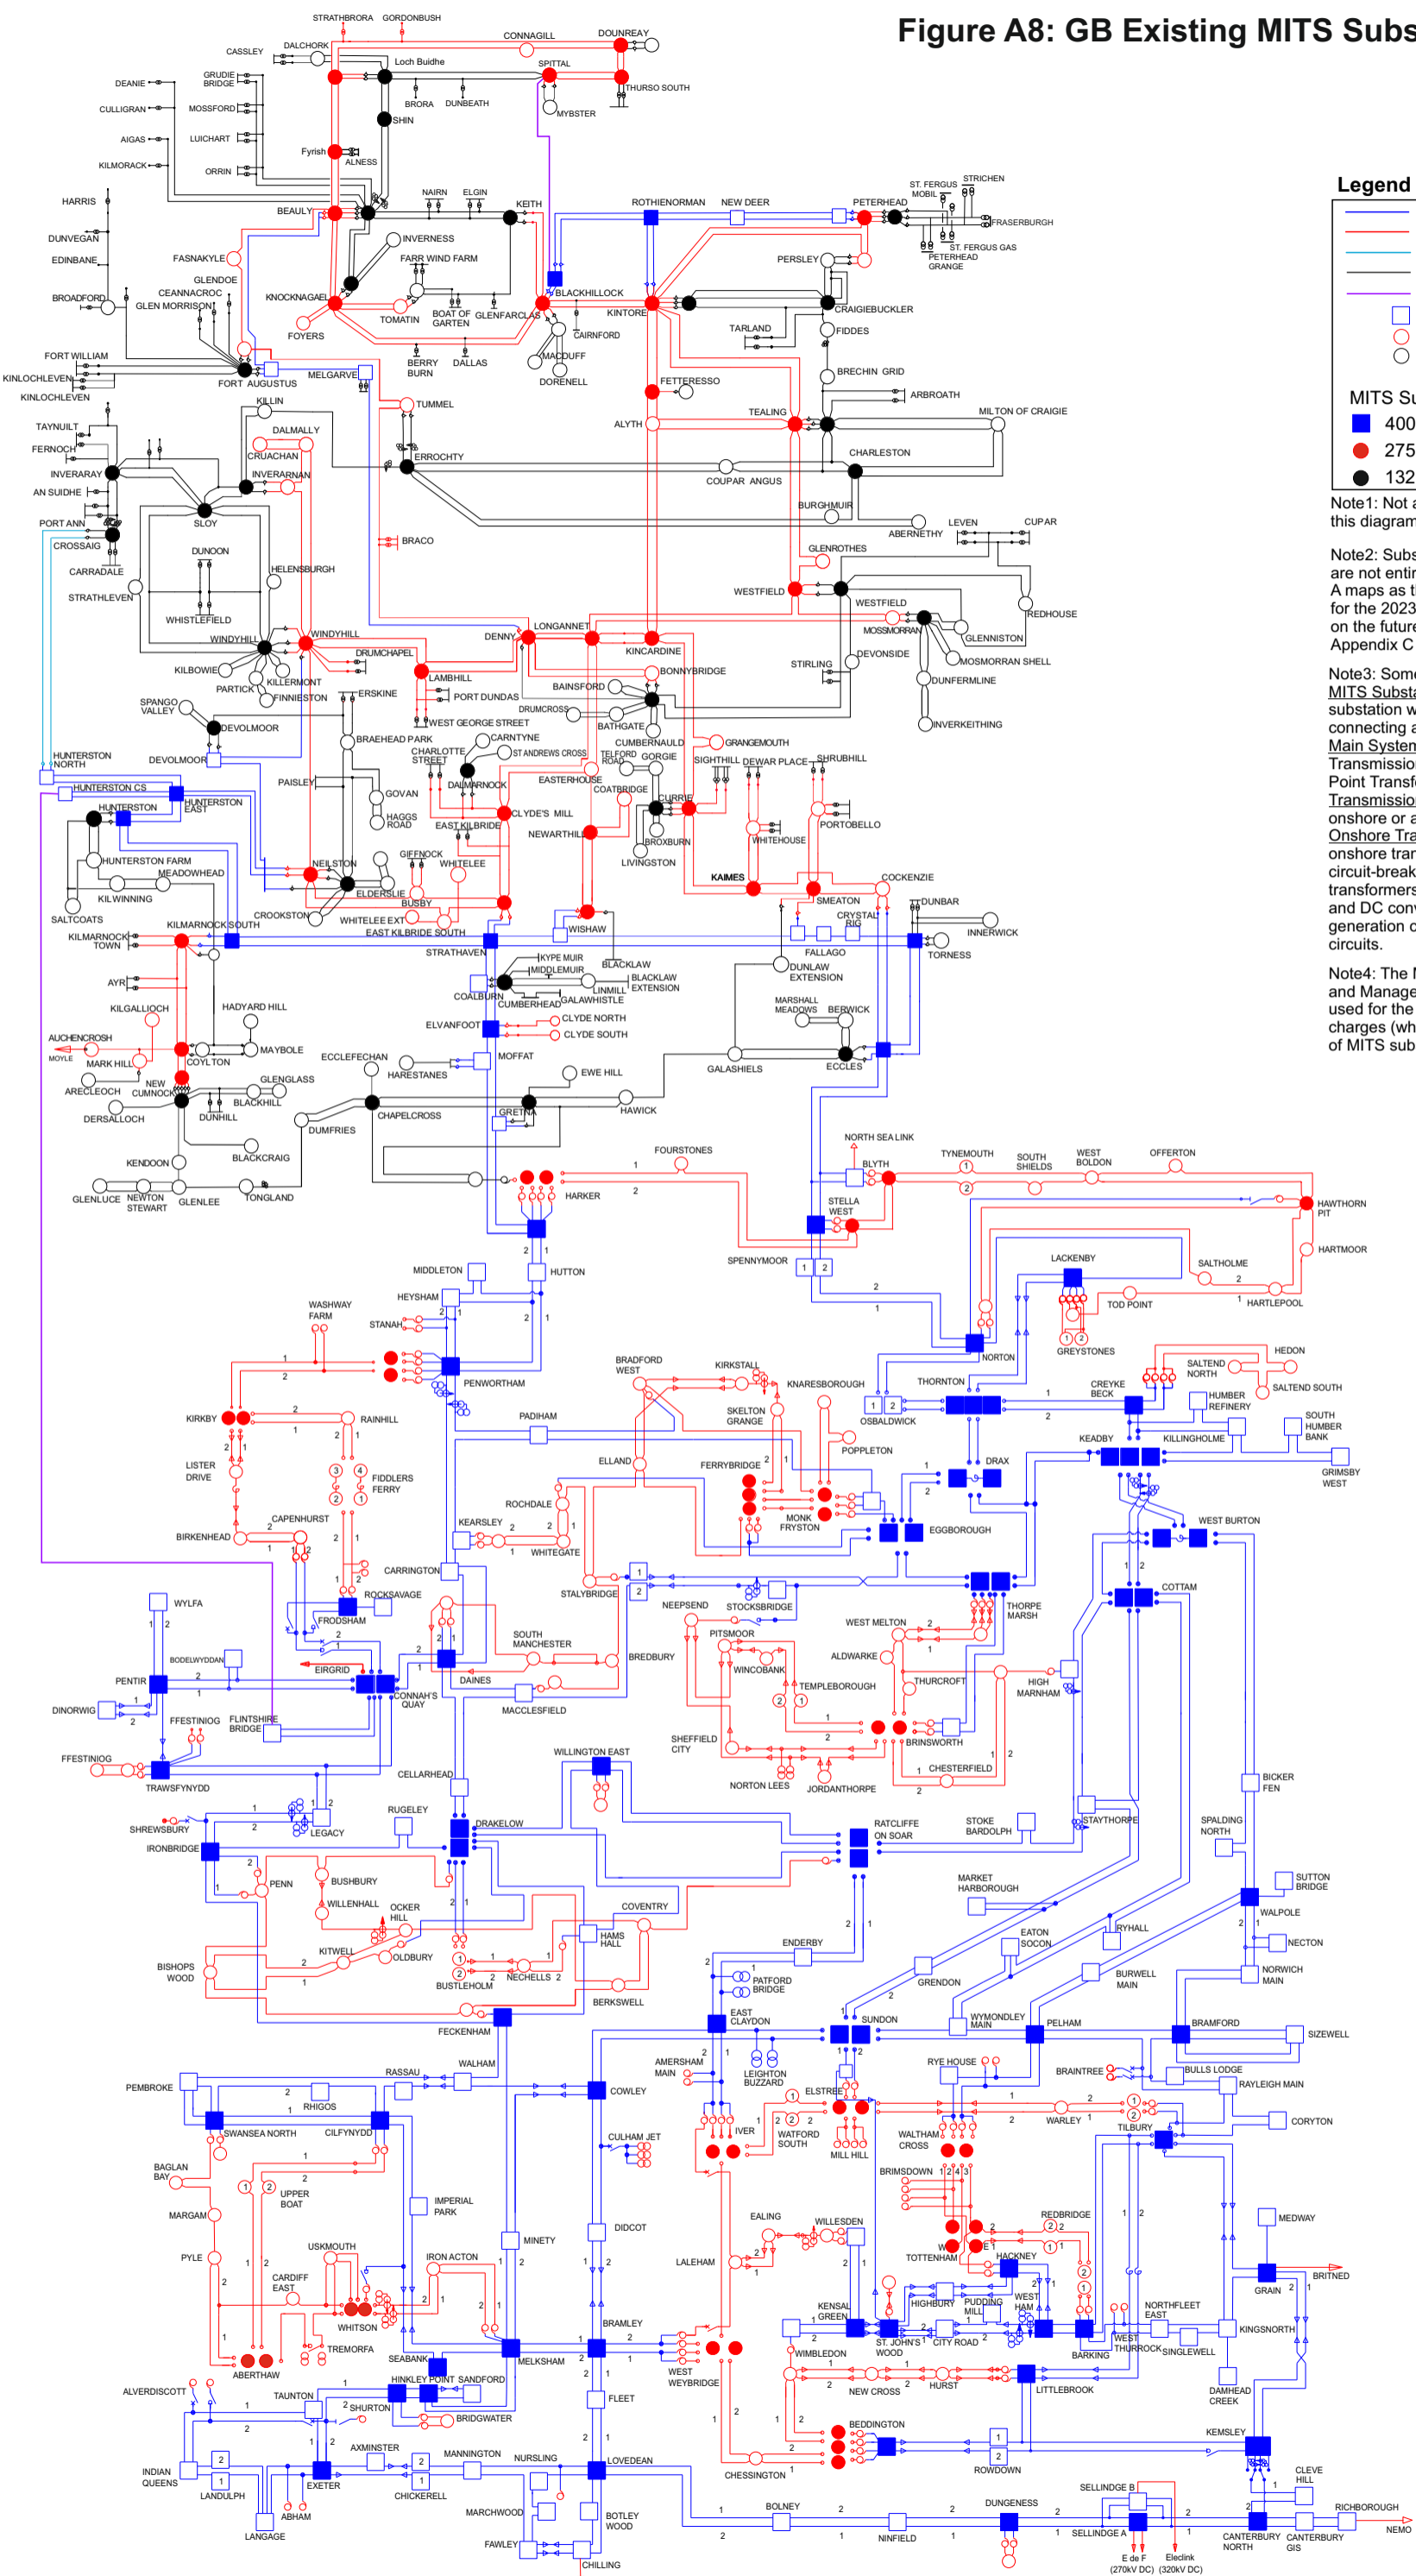 Figure A8: GB Existing MITS Subs
STRATHBRORA
GORDONBUSH
CONNAGILL
DOUNREAY
CASSLEY
DALCHORK
Loch Buidhe
SPITTAL
DEANIE
GRUDIE
BRIDGE
THURSO SOUTH
CULLIGRAN
MOSSFORD
BRORA
DUNBEATH
MYBSTER
SHIN
AIGAS
LUICHART
Fyrish
ALNESS
KILMORACK
ORRIN
HARRIS
BEAULY
NAIRN
ELGIN
KEITH
ROTHIENORMAN
NEW DEER
PETERHEAD
ST. FERGUS
MOBIL
STRICHEN
FRASERBURGH
ST. FERGUS GAS
PETERHEAD
GRANGE
DUNVEGAN
EDINBANE
FASNAKYLE
INVERNESS
FARR WIND FARM
PERSLEY
GLENDOE
CEANNACROC
GLEN MORRISON
BROADFORD
KNOCKNAGAEL
FOYERS
TOMATIN
BOAT OF
GARTEN
GLENFARCLAS
BLACKHILLOCK
CAIRNFORD
KINTORE
CRAIGIEBUCKLER
TARLAND
FIDDES
FORT WILLIAM
KINLOCHLEVEN
KINLOCHLEVEN
FORT AUGUSTUS
MELGARVE
BERRY
BURN
DALLAS
MACDUFF
DORENELL
FETTERESSO
BRECHIN GRID
ARBROATH
KILLIN
TUMMEL
ALYTH
TEALING
MILTON OF CRAIGIE
TAYNUILT
FERNOCH
DALMALLY
CRUACHAN
INVERARAY
INVERARNAN
ERROCHTY
COUPAR ANGUS
CHARLESTON
AN SUIDHE
SLOY
BURGHMUIR
ABERNETHY
LEVEN
CUPAR
PORT ANN
CROSSAIG
CARRADALE
BRACO
DUNOON
GLENROTHES
HELENSBURGH
STRATHLEVEN
WHISTLEFIELD
WESTFIELD
WESTFIELD
REDHOUSE
MOSSMORRAN
GLENNISTON
WINDYHILL
WINDYHILL
DENNY
LONGANNET
KINCARDINE
DEVONSIDE
MOSMORRAN SHELL
STIRLING
DUNFERMLINE
INVERKEITHING
KILBOWIE
PARTICK
KILLERMONT
FINNIESTON
DRUMCHAPEL
LAMBHILL
BONNYBRIDGE
BAINSFORD
DRUMCROSS
BATHGATE
CUMBERNAULD
GRANGEMOUTH
SPANGO
VALLEY
DEVOLMOOR
DEVOLMOOR
ERSKINE
PORT DUNDAS
WEST GEORGE STREET
CHARLOTTE
STREET
CARNTYNE
ST ANDREWS CROSS
TELFORD
ROAD
GORGIE
SIGHTHILL
DEWAR PLACE
SHRUBHILL
BRAEHEAD PARK
DALMARNOCK
EASTERHOUSE
COATBRIDGE
HUNTERSTON
NORTH
HUNTERSTON CS
HUNTERSTON
EAST
HUNTERSTON
PAISLEY
GOVAN
HAGGS
ROAD
EAST KILBRIDE
CLYDE'S MILL
NEWARTHILL
CURRIE
BROXBURN
LIVINGSTON
WHITEHOUSE
PORTOBELLO
HUNTERSTON FARM
MEADOWHEAD
KILWINNING
SALTCOATS
NEILSTON
ELDERSLIE
CROOKSTON
GIFFNOCK
WHITELEE
BUSBY
WHITELEE EXT
EAST KILBRIDE SOUTH
WISHAW
KAIMES
SMEATON
COCKENZIE
DUNBAR
INNERWICK
KILMARNOCK
TOWN
KILMARNOCK SOUTH
STRATHAVEN
BLACKLAW
CRYSTAL
RIG
FALLAGO
TORNESS
AYR
KYPE MUIR
MIDDLEMUIR
COALBURN
CUMBERHEAD
LINMILL
GALAWHISTLE
BLACKLAW
EXTENSION
DUNLAW
EXTENSION
KILGALLIOCH
HADYARD HILL
AUCHENCROSH
MOYLE
MARK HILL
ARECLEOCH
COYLTON
MAYBOLE
ELVANFOOT
CLYDE NORTH
CLYDE SOUTH
MOFFAT
MARSHALL
MEADOWS
BERWICK
ECCLES
GALASHIELS
ECCLEFECHAN
HARESTANES
EWE HILL
NEW
CUMNOCK
GLENGLASS
BLACKHILL
DERSALLOCH
DUNHILL
DUMFRIES
CHAPELCROSS
GRETNA
HAWICK
BLACKCRAIG
KENDOON
GLENLUCE
NEWTON
STEWART
GLENLEE
TONGLAND
NORTH SEA LINK
FOURSTONES
HARKER
BLYTH
TYNEMOUTH
SOUTH
SHIELDS
WEST
BOLDON
OFFERTON
STELLA
WEST
HAWTHORN
PIT
HARTMOOR
SPENNYMOOR
LACKENBY
SALTHOLME
HARTLEPOOL
TOD POINT
MIDDLETON
HUTTON
HEYSHAM
WASHWAY
FARM
STANAH
NORTON
GREYSTONES
PENWORTHAM
BRADFORD
WEST
KIRKSTALL
KNARESBOROUGH
THORNTON
OSBALDWICK
CREYKE
BECK
SALTEND
NORTH
HEDON
SALTEND SOUTH
HUMBER
REFINERY
KIRKBY
RAINHILL
PADIHAM
SKELTON
GRANGE
POPPLETON
KEADBY
KILLINGHOLME
SOUTH
HUMBER
BANK
GRIMSBY
WEST
LISTER
DRIVE
FIDDLERS
FERRY
ELLAND
FERRYBRIDGE
DRAX
BIRKENHEAD
CAPENHURST
ROCHDALE
KEARSLEY
WHITEGATE
MONK
FRYSTON
EGGBOROUGH
WEST BURTON
CARRINGTON
STALYBRIDGE
STOCKSBRIDGE
THORPE
MARSH
COTTAM
WYLFA
ROCKSAVAGE
FRODSHAM
NEEPSEND
PITSMOOR
WEST MELTON
BODELWYDDAN
EIRGRID
SOUTH
MANCHESTER
BREDBURY
WINCOBANK
TEMPLEBOROUGH
ALDWARKE
THURCROFT
HIGH
MARNHAM
PENTIR
DINORWIG
CONNAH'S
QUAY
DAINES
MACCLESFIELD
FFESTINIOG
FLINTSHIRE
BRIDGE
FFESTINIOG
TRAWSFYNYDD
SHEFFIELD
CITY
BRINSWORTH
NORTON LEES
JORDANTHORPE
CHESTERFIELD
CELLARHEAD
WILLINGTON EAST
BICKER
FEN
SHREWSBURY
LEGACY
RUGELEY
DRAKELOW
RATCLIFFE
ON SOAR
STOKE
BARDOLPH
STAYTHORPE
SPALDING
NORTH
IRONBRIDGE
PENN
BUSHBURY
WILLENHALL
OCKER
HILL
MARKET
HARBOROUGH
SUTTON
BRIDGE
WALPOLE
COVENTRY
HAMS
HALL
ENDERBY
EATON
SOCON
RYHALL
NECTON
BISHOPS
WOOD
KITWELL
OLDBURY
BUSTLEHOLM
NECHELLS
BERKSWELL
PATFORD
BRIDGE
GRENDON
BURWELL
MAIN
NORWICH
MAIN
FECKENHAM
EAST
CLAYDON
SUNDON
WYMONDLEY
MAIN
PELHAM
BRAMFORD
SIZEWELL
WALHAM
RASSAU
PEMBROKE
RHIGOS
COWLEY
AMERSHAM
MAIN
LEIGHTON
BUZZARD
RYE HOUSE
BRAINTREE
BULLS LODGE
RAYLEIGH MAIN
SWANSEA NORTH
CILFYNYDD
CULHAM JET
IVER
ELSTREE
WATFORD
SOUTH
MILL HILL
WALTHAM
CROSS
WARLEY
TILBURY
CORYTON
BAGLAN
BAY
UPPER
BOAT
MARGAM
IMPERIAL
PARK
BRIMSDOWN
PYLE
USKMOUTH
IRON ACTON
MINETY
DIDCOT
EALING
WILLESDEN
LALEHAM
TOTTENHAM
REDBRIDGE
HACKNEY
MEDWAY
GRAIN
BRITNED
CARDIFF
EAST
WHITSON
TREMORFA
ABERTHAW
SEABANK
MELKSHAM
BRAMLEY
KENSAL
GREEN
HIGHBURY
PUDDING
MILL
WEST
HAM
ST. JOHN'S
WOOD
CITY ROAD
BARKING
WEST
THURROCK
NORTHFLEET
EAST
SINGLEWELL
KINGSNORTH
WIMBLEDON
NEW CROSS
HURST
LITTLEBROOK
DAMHEAD
CREEK
WEST
WEYBRIDGE
ALVERDISCOTT
TAUNTON
HINKLEY POINT
SANDFORD
SHURTON
BRIDGWATER
FLEET
BEDDINGTON
KEMSLEY
INDIAN
QUEENS
LANDULPH
ABHAM
LANGAGE
EXETER
AXMINSTER
CHICKERELL
MANNINGTON
NURSLING
LOVEDEAN
MARCHWOOD
BOTLEY
WOOD
FAWLEY
CHILLING
CHESSINGTON
ROWDOWN
BOLNEY
NINFIELD
DUNGENESS
SELLINDGE B
SELLINDGE A
E de F
(270kV DC)
Eleclink
(320kV DC)
CLEVE
HILL
CANTERBURY
NORTH
CANTERBURY
GIS
RICHBOROUGH
NEMO
Legend
MITS Su
400
275
132
Note1: Not a
this diagram
Note2: Subs
are not entir
A maps as th
for the 2023
on the future
Appendix C
Note3: Some
MITS Substa
substation w
connecting a
Main System
Transmission
Point Transfo
Transmission
onshore or a
Onshore Tra
onshore tran
circuit-break
transformers
and DC conv
generation c
circuits.
Note4: The M
and Manage
used for the
charges (wh
of MITS sub